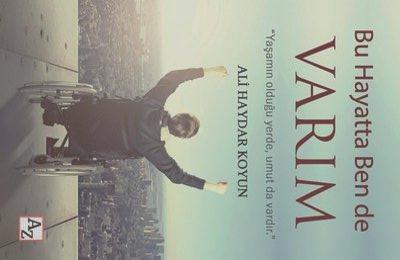 Bu Hayatta Ben de
VARIM
"Yaşamın olduğu yerde, umut da vardır."
ALİ HAYDAR KOYUN
AZ